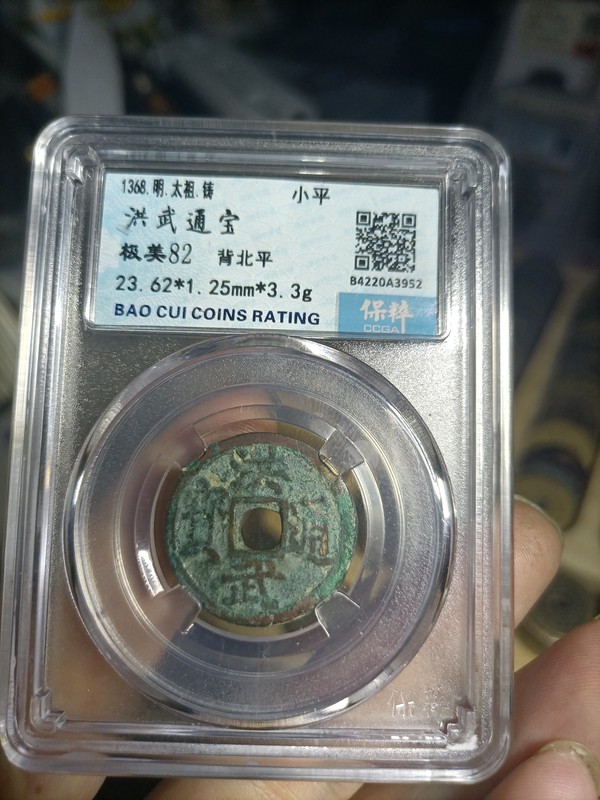 1368.明.太祖.铸 小平
洪武通宝
极美82 背北平
B4220A3952
23.62*1.25mm*3.3g
BAO CUI COINS RATING
保粹
CCGA
洪武通寶